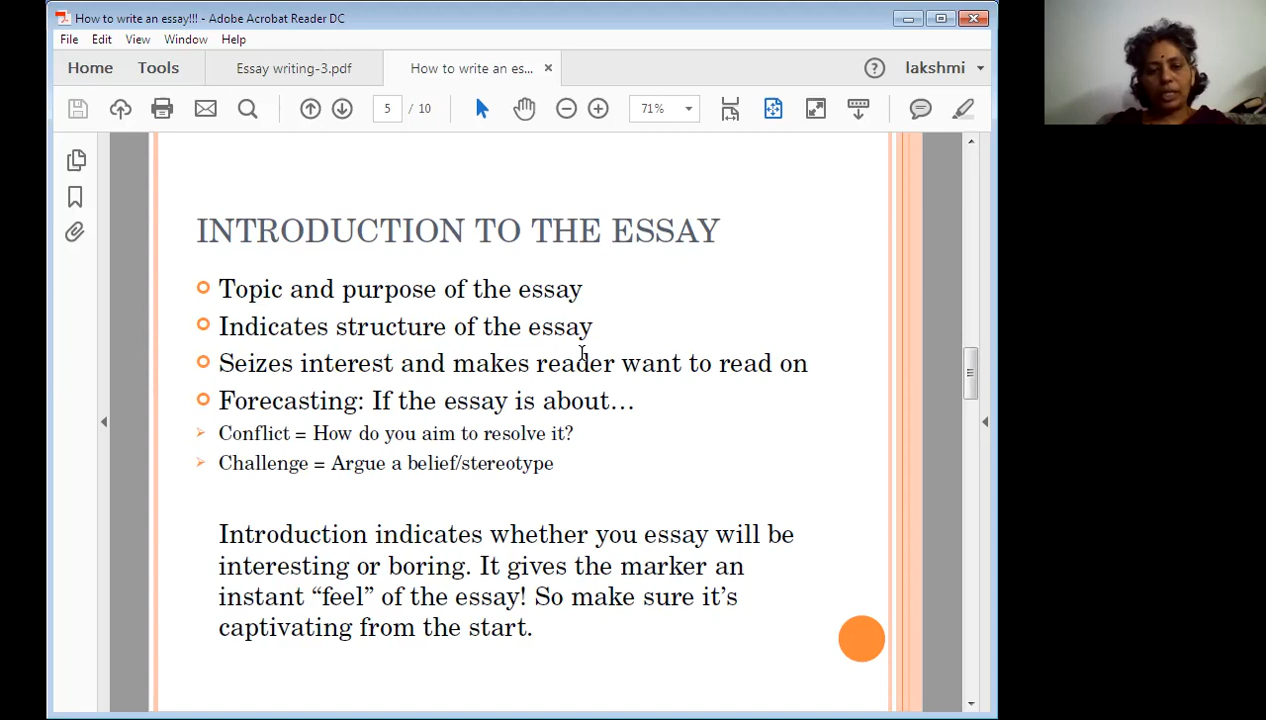 How to write an essay!!! - Adobe Acrobat Reader DC
File Edit View Window Help
Home Tools Essay writing-3.pdf How to write an es... × lakshmi
5 / 10 71%
INTRODUCTION TO THE ESSAY
Topic and purpose of the essay
Indicates structure of the essay
Seizes interest and makes reader want to read on
Forecasting: If the essay is about…
Conflict = How do you aim to resolve it?
Challenge = Argue a belief/stereotype
Introduction indicates whether you essay will be
interesting or boring. It gives the marker an
instant “feel” of the essay! So make sure it’s
captivating from the start.